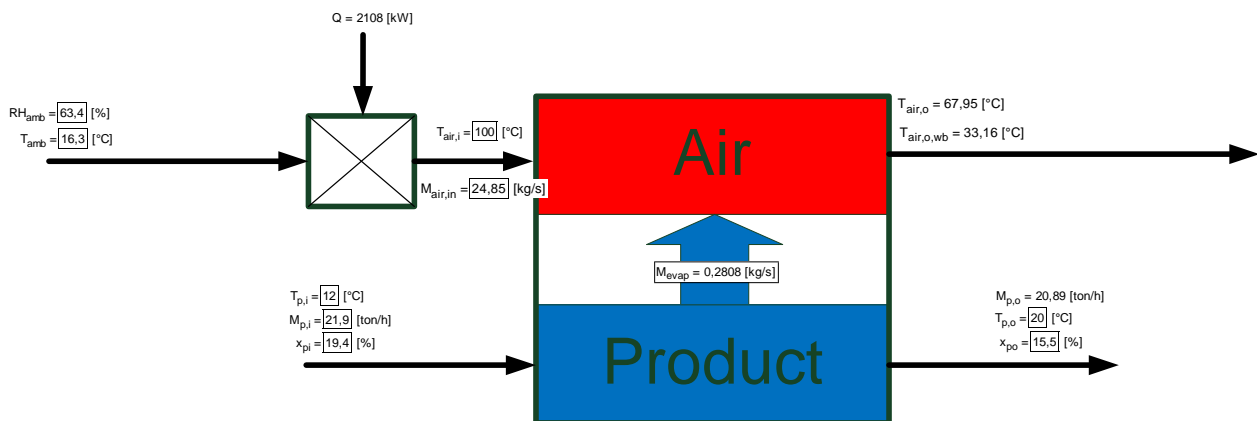 Q = 2108 [kW]
RHamb = 63,4 [%]
Tamb = 16,3 [°C]
Tair,i = 100 [°C]
Mair,in = 24,85 [kg/s]
Air
Tair,o = 67,95 [°C]
Tair,o,wb = 33,16 [°C]
Mevap = 0,2808 [kg/s]
Tp,i = 12 [°C]
Mp,i = 21,9 [ton/h]
xpi = 19,4 [%]
Product
Mp,o = 20,89 [ton/h]
Tp,o = 20 [°C]
xpo = 15,5 [%]